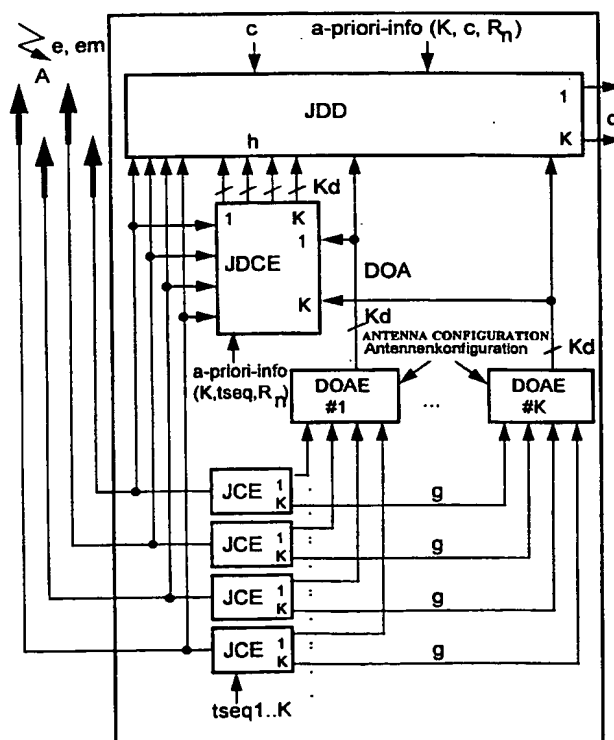 e, em
A
c
a-priori-info (K, c, Rn)
JDD
1
K
d
h
Kd
1
K
1
JDCE
K
DOA
Kd
ANTENNA CONFIGURATION
Antennenkonfiguration
Kd
a-priori-info
(K,tseq,Rn)
DOAE
#1
...
DOAE
#K
JCE
1
K
g
JCE
1
K
g
JCE
1
K
g
JCE
1
K
g
tseq1..K